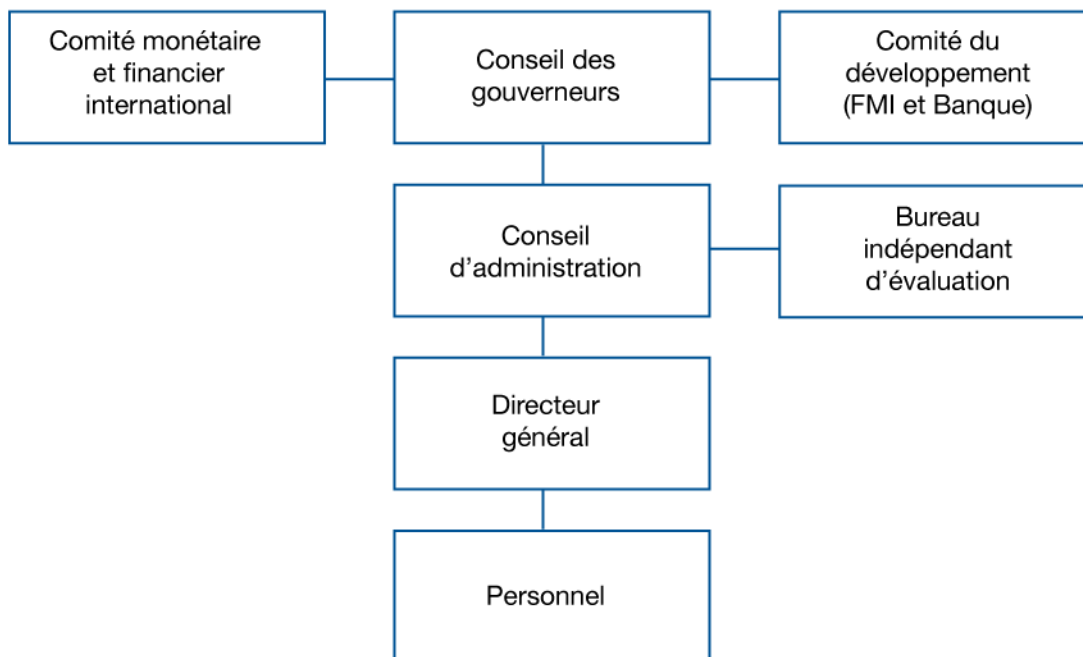 Comité monétaire
et financier
international
Conseil des
gouverneurs
Comité du
développement
(FMI et Banque)
Conseil
d’administration
Bureau
indépendant
d’évaluation
Directeur
général
Personnel